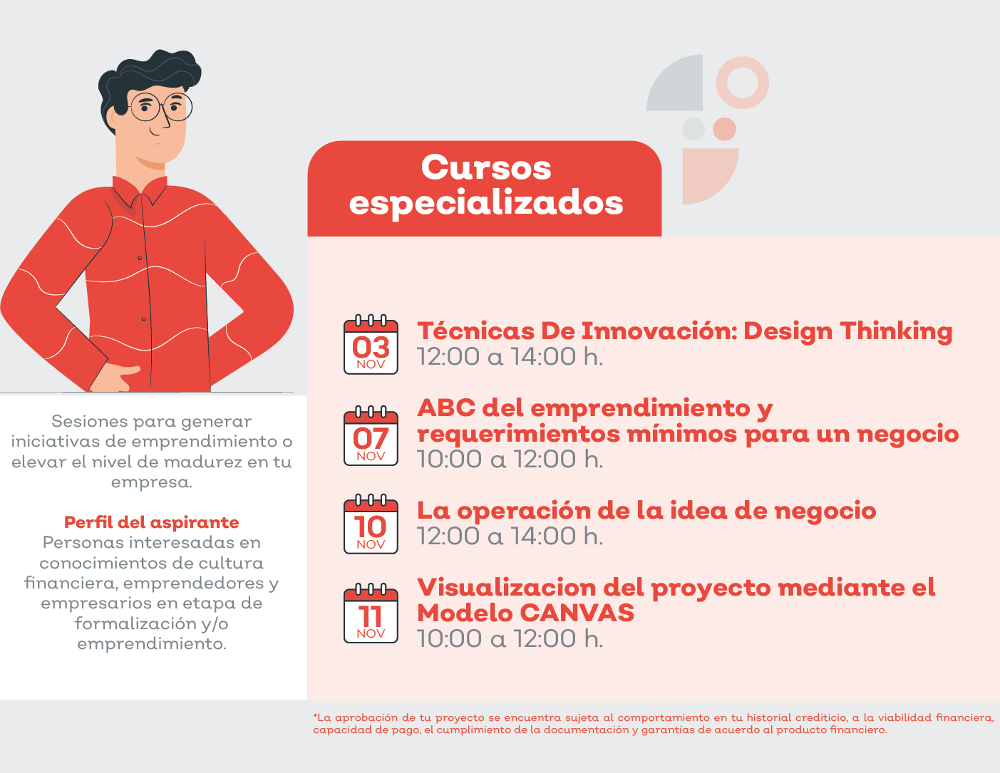 Cursos
especializados
03
NOV
Técnicas De Innovación: Design Thinking
12:00 a 14:00 h.
07
NOV
ABC del emprendimiento y
requerimientos mínimos para un negocio
10:00 a 12:00 h.
10
NOV
La operación de la idea de negocio
12:00 a 14:00 h.
11
NOV
Visualizacion del proyecto mediante el
Modelo CANVAS
10:00 a 12:00 h.
Sesiones para generar
iniciativas de emprendimiento o
elevar el nivel de madurez en tu
empresa.
Perfil del aspirante
Personas interesadas en
conocimientos de cultura
financiera, emprendedores y
empresarios en etapa de
formalización y/o
emprendimiento.
*La aprobación de tu proyecto se encuentra sujeta al comportamiento en tu historial crediticio, a la viabilidad financiera,
capacidad de pago, el cumplimiento de la documentación y garantías de acuerdo al producto financiero.